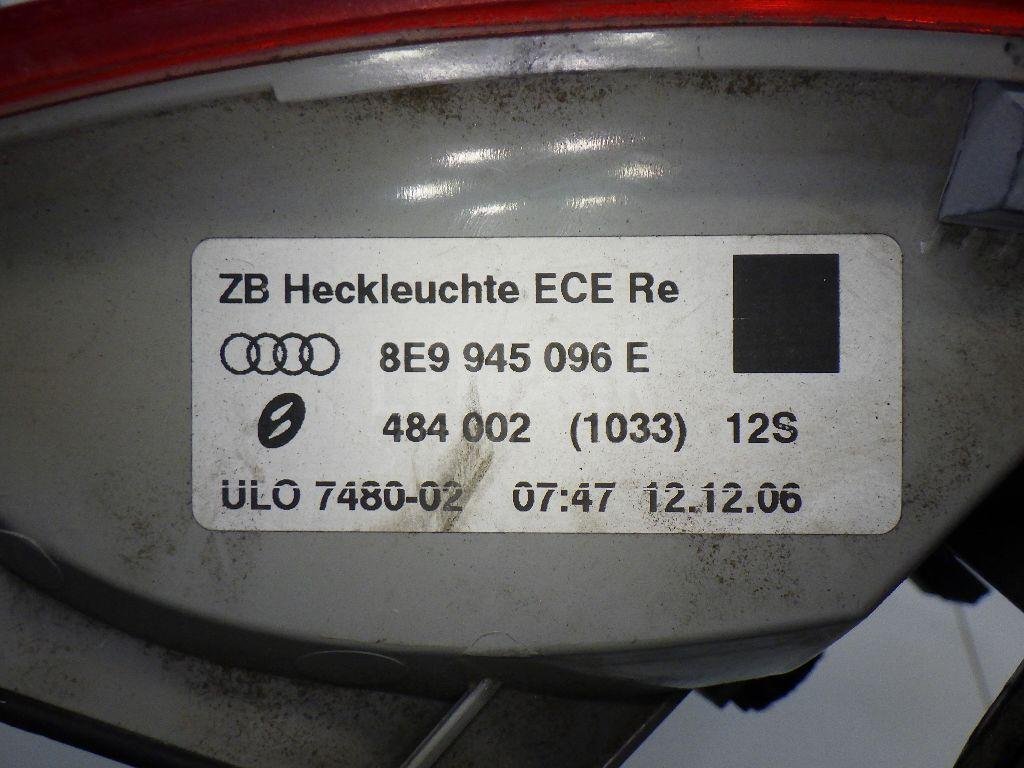 ZB Heckleuchte ECE Re
8E9 945 096 E
484 002 (1033) 12S
ULO 7480-02 07:47 12.12.06